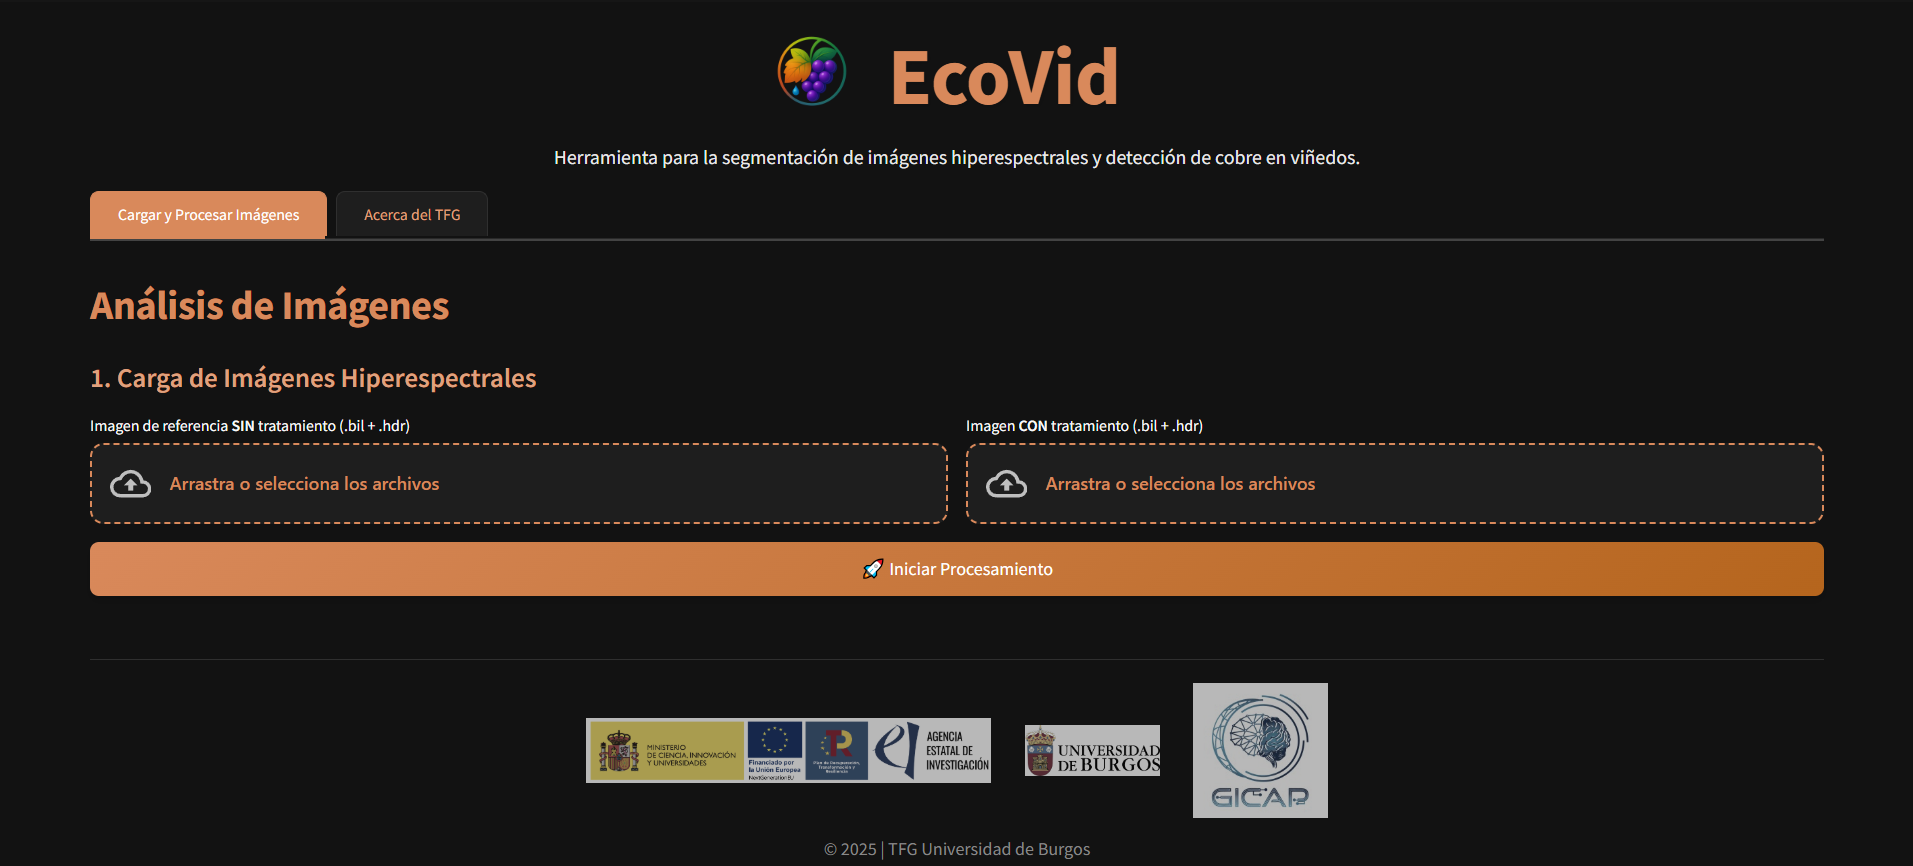 EcoVid
Herramienta para la segmentación de imágenes hiperespectrales y detección de cobre en viñedos.
Cargar y Procesar Imágenes
Acerca del TFG
Análisis de Imágenes
1. Carga de Imágenes Hiperespectrales
Imagen de referencia SIN tratamiento (.bil + .hdr)
Arrastra o selecciona los archivos
Imagen CON tratamiento (.bil + .hdr)
Arrastra o selecciona los archivos
🚀 Iniciar Procesamiento
MINISTERIO
DE CIENCIA, INNOVACIÓN
Y UNIVERSIDADES
Financiado por
la Unión Europea
NextGenerationEU
TR
Plan de Recuperación,
Transformación y
Resiliencia
AGENCIA
ESTATAL DE
INVESTIGACIÓN
UNIVERSIDAD
DE BURGOS
GICAP
© 2025 | TFG Universidad de Burgos